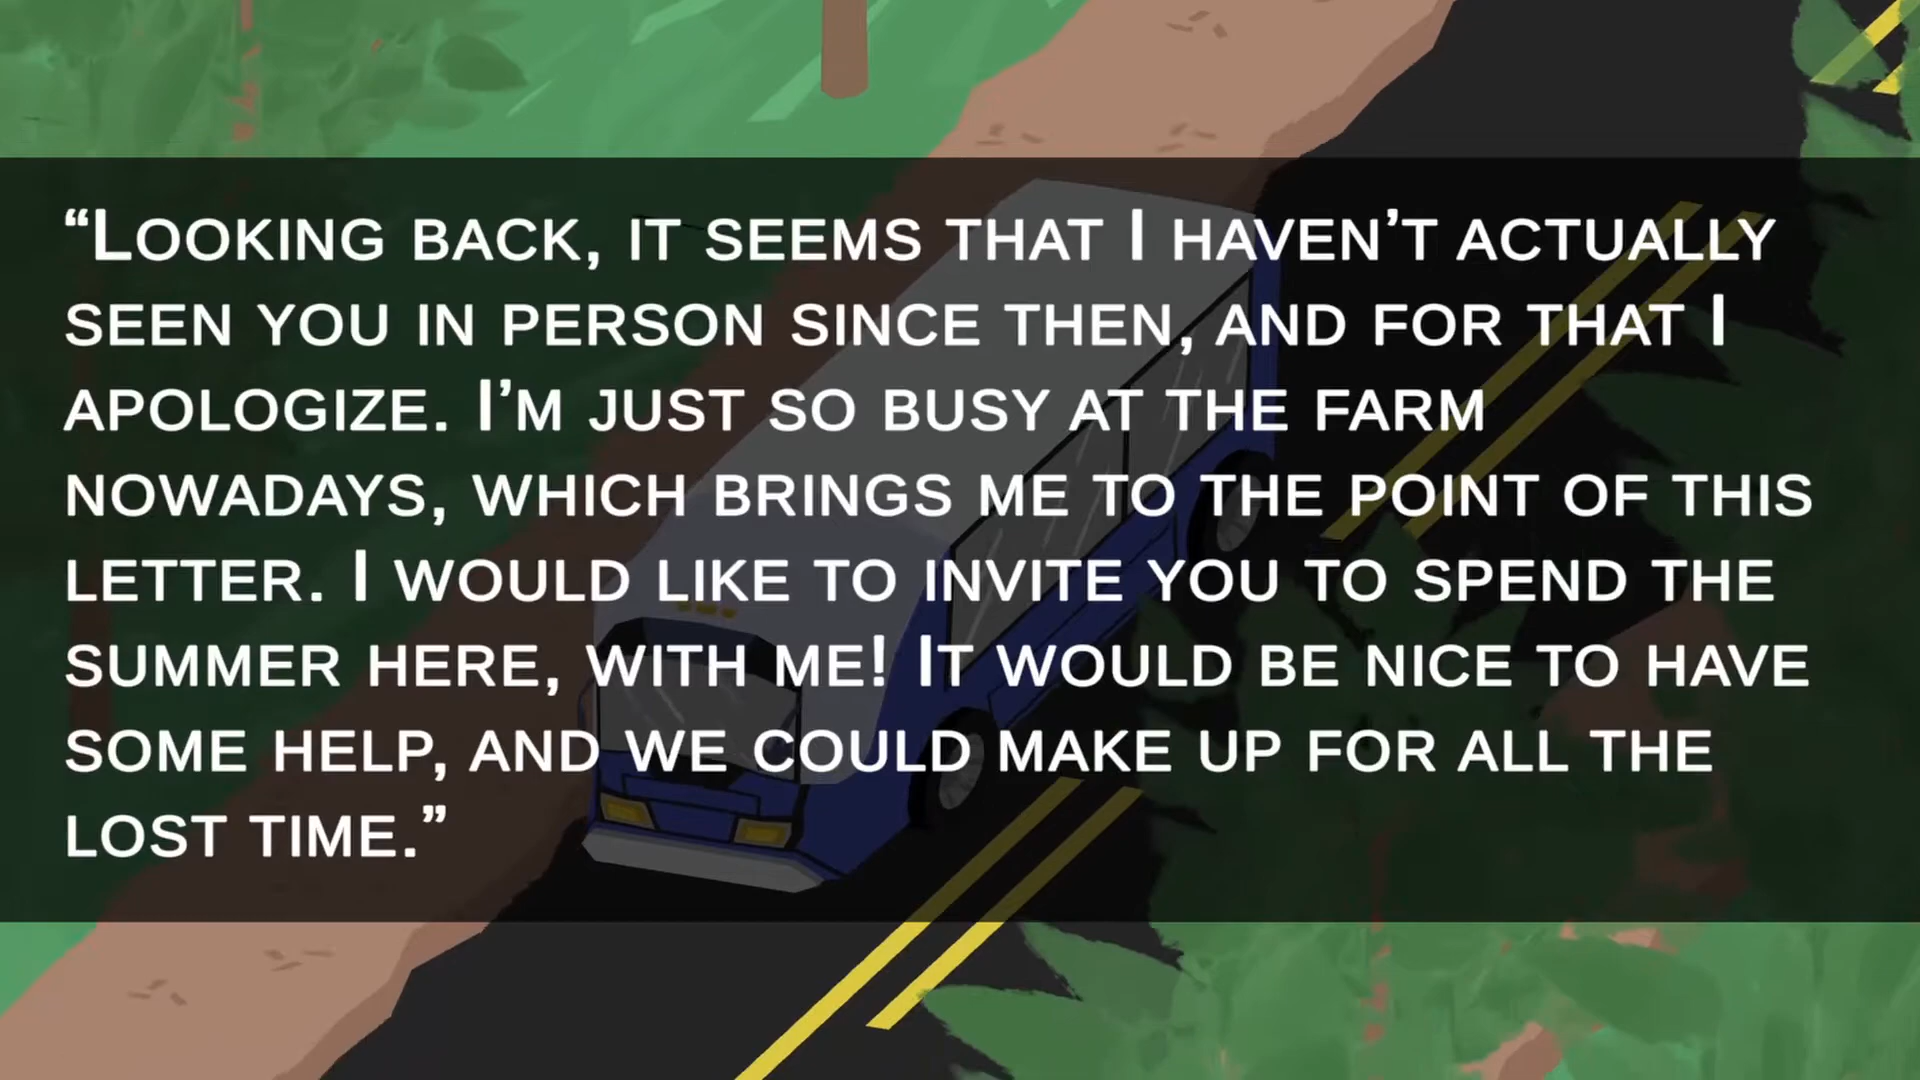 “Looking back, it seems that I haven’t actually
seen you in person since then, and for that I
apologize. I’m just so busy at the farm
nowadays, which brings me to the point of this
letter. I would like to invite you to spend the
summer here, with me! It would be nice to have
some help, and we could make up for all the
lost time.”